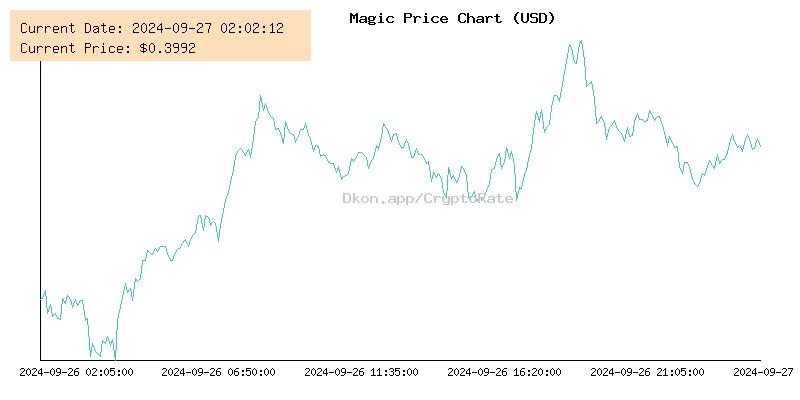 Magic Price Chart (USD)
Current Date: 2024-09-27 02:02:12
Current Price: $0.3992
Dkon.app/CryptoRate
2024-09-26 02:05:00 2024-09-26 06:50:00 2024-09-26 11:35:00 2024-09-26 16:20:00 2024-09-26 21:05:00 2024-09-27